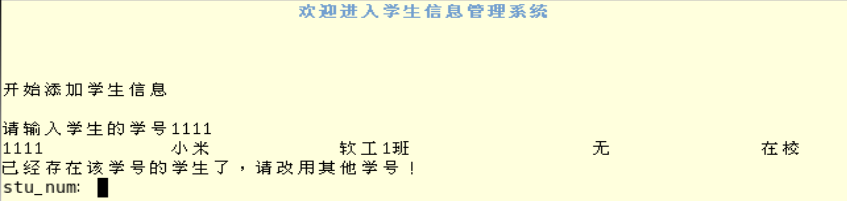 欢迎进入学生信息管理系统
开始添加学生信息
请输入学生的学号1111
1111 小米 软工1班 无 在校
已经存在该学号的学生了，请改用其他学号！
stu_num: